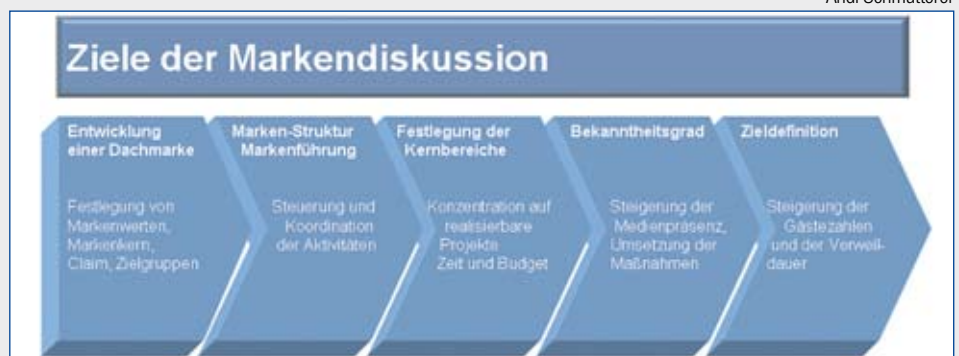 Ziele der Markendiskussion
Entwicklung
einer Dachmarke
Festlegung von
Markenwerten,
Markenkern,
Claim, Zielgruppen
Marken-Struktur
Markenführung
Steuerung und
Koordination
der Aktivitäten
Festlegung der
Kernbereiche
Konzentration auf
realisierbare
Projekte
Zeit und Budget
Bekanntheitsgrad
Steigerung der
Medienpräsenz,
Umsetzung der
Maßnahmen
Zieldefinition
Steigerung der
Gästezahlen
und der Verweil-
dauer